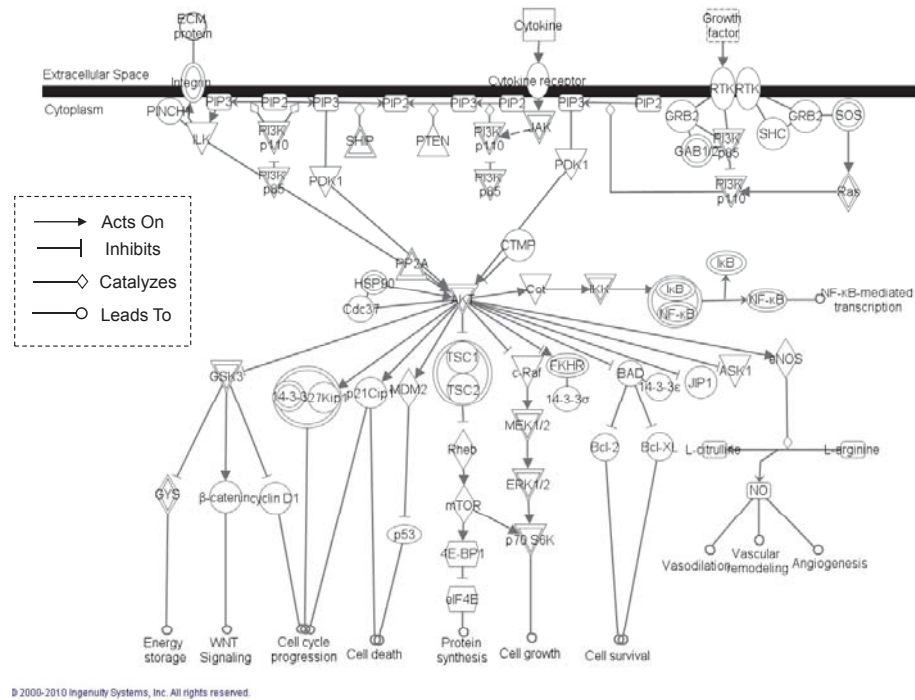 ECM
protein
Cytokine
Growth
factor
Extracellular Space
Integrin
Cytokine receptor
RTK
RTK
Cytoplasm
PINCH
PIP3
PIP2
PIP3
PIP2
PIP3
PIP2
PIP3
PIP2
ILK
PI3K
p110
SHIP
PTEN
PI3K
p110
JAK
GRB2
GAB1/2
PI3K
p85
SHC
GRB2
SOS
PI3K
p85
PDK1
PI3K
p85
PDK1
PI3K
p110
Ras
Acts On
Inhibits
Catalyzes
Leads To
PP2A
CTMP
HSP90
Cdc37
AKT
Cot
IKK
IκB
NF-κB
IκB
NF-κB
NF-κB-mediated
transcription
GSK3
14-3-3
p27Kip1
p21Cip1
MDM2
TSC1
TSC2
c-Raf
FKHR
14-3-3σ
BAD
14-3-3ε
JIP1
ASK1
eNOS
MEK1/2
Bcl-2
Bcl-XL
L-citrulline
L-arginine
Rheb
GYS
β-catenin
cyclin D1
ERK1/2
NO
mTOR
p53
p70 S6K
4E-BP1
eIF4E
Vasodilation
Vascular
remodeling
Angiogenesis
Energy
storage
WNT
Signaling
Cell cycle
progression
Cell death
Protein
synthesis
Cell growth
Cell survival
© 2000-2010 Ingenuity Systems, Inc. All rights reserved.